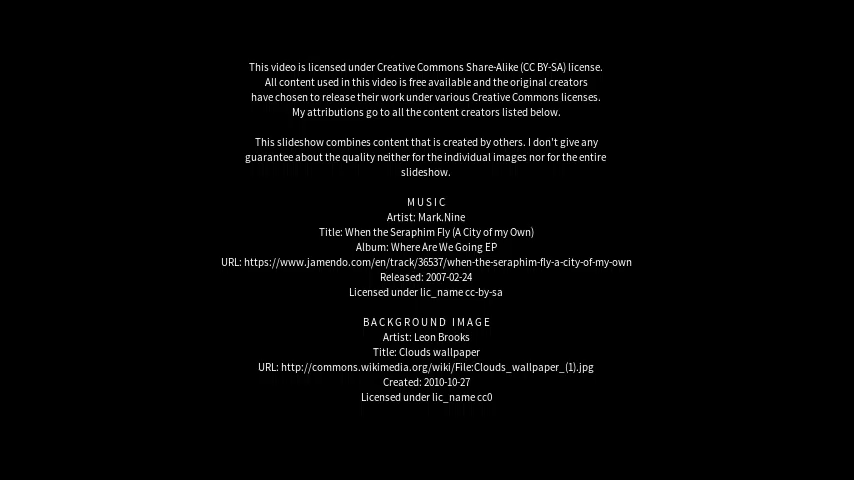 This video is licensed under Creative Commons Share-Alike (CC BY-SA) license.
All content used in this video is free available and the original creators
have chosen to release their work under various Creative Commons licenses.
My attributions go to all the content creators listed below.
This slideshow combines content that is created by others. I don't give any
guarantee about the quality neither for the individual images nor for the entire
slideshow.
MUSIC
Artist: Mark.Nine
Title: When the Seraphim Fly (A City of my Own)
Album: Where Are We Going EP
URL: https://www.jamendo.com/en/track/36537/when-the-seraphim-fly-a-city-of-my-own
Released: 2007-02-24
Licensed under lic_name cc-by-sa
BACKGROUND IMAGE
Artist: Leon Brooks
Title: Clouds wallpaper
URL: http://commons.wikimedia.org/wiki/File:Clouds_wallpaper_(1).jpg
Created: 2010-10-27
Licensed under lic_name cc0